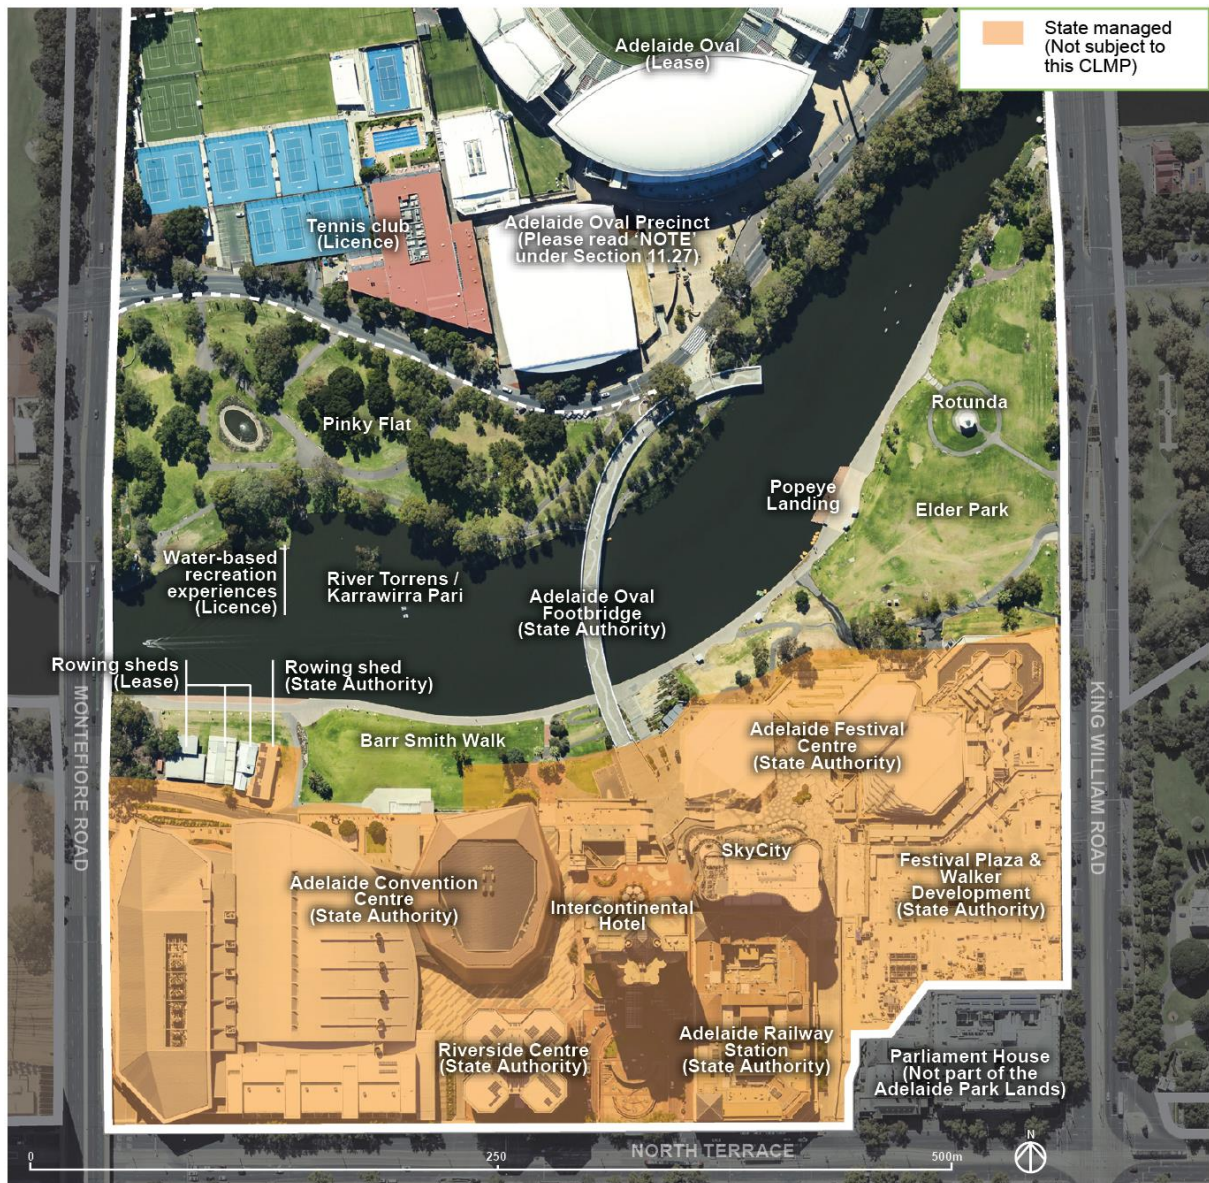 State managed
(Not subject to
this CLMP)
Adelaide Oval
(Lease)
Tennis club
(Licence)
Adelaide Oval Precinct
(Please read ‘NOTE’
under Section 11.27)
Pinky Flat
Rotunda
Popeye
Landing
Elder Park
Water-based
recreation
experiences
(Licence)
River Torrens /
Karrawirra Pari
Adelaide Oval
Footbridge
(State Authority)
Rowing sheds
(Lease)
Rowing shed
(State Authority)
MONTEFIORE ROAD
KING WILLIAM ROAD
Barr Smith Walk
Adelaide Festival
Centre
(State Authority)
SkyCity
Festival Plaza &
Walker
Development
(State Authority)
Adelaide Convention
Centre
(State Authority)
Intercontinental
Hotel
Riverside Centre
(State Authority)
Adelaide Railway
Station
(State Authority)
Parliament House
(Not part of the
Adelaide Park Lands)
NORTH TERRACE
N
0
250
500m